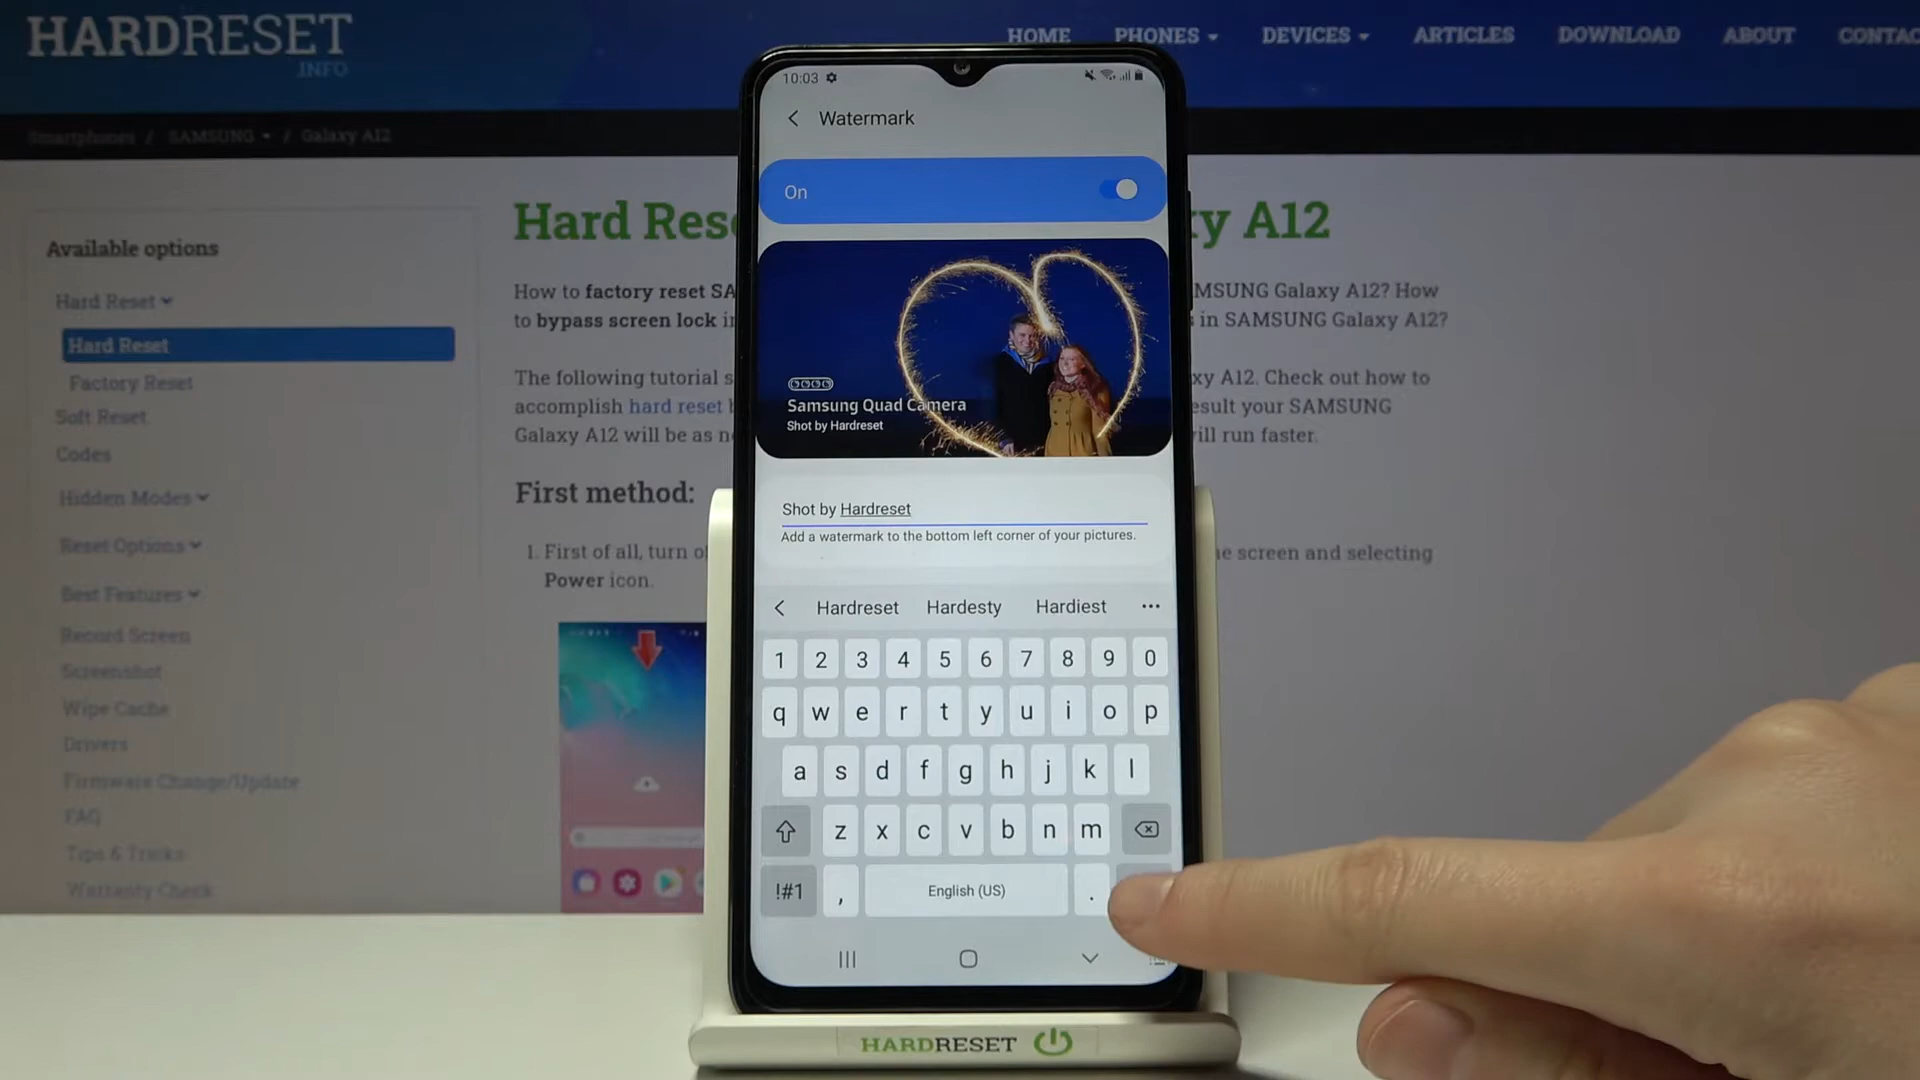 HARDRESET
.INFO
HOME PHONES DEVICES ARTICLES DOWNLOAD ABOUT CONTAC
Smartphones / SAMSUNG / Galaxy A12
Available options
Hard Reset
Hard Reset
Factory Reset
Soft Reset
Codes
Hidden Modes
Reset Options
Best Features
Record Screen
Screenshot
Wipe Cache
Drivers
Firmware Change/Update
FAQ
Tips & Tricks
Warranty Check
Hard Res
xy A12
How to factory reset SA
MSUNG Galaxy A12? How
to bypass screen lock i
s in SAMSUNG Galaxy A12?
The following tutorial s
xy A12. Check out how to
accomplish hard reset
esult your SAMSUNG
Galaxy A12 will be as n
ill run faster.
First method:
1. First of all, turn of
e screen and selecting
Power icon.
10:03
Watermark
On
Samsung Quad Camera
Shot by Hardreset
Shot by Hardreset
Add a watermark to the bottom left corner of your pictures.
Hardreset Hardesty Hardiest
1 2 3 4 5 6 7 8 9 0
q w e r t y u i o p
a s d f g h j k l
z x c v b n m
!#1 , English (US) .
HARDRESET